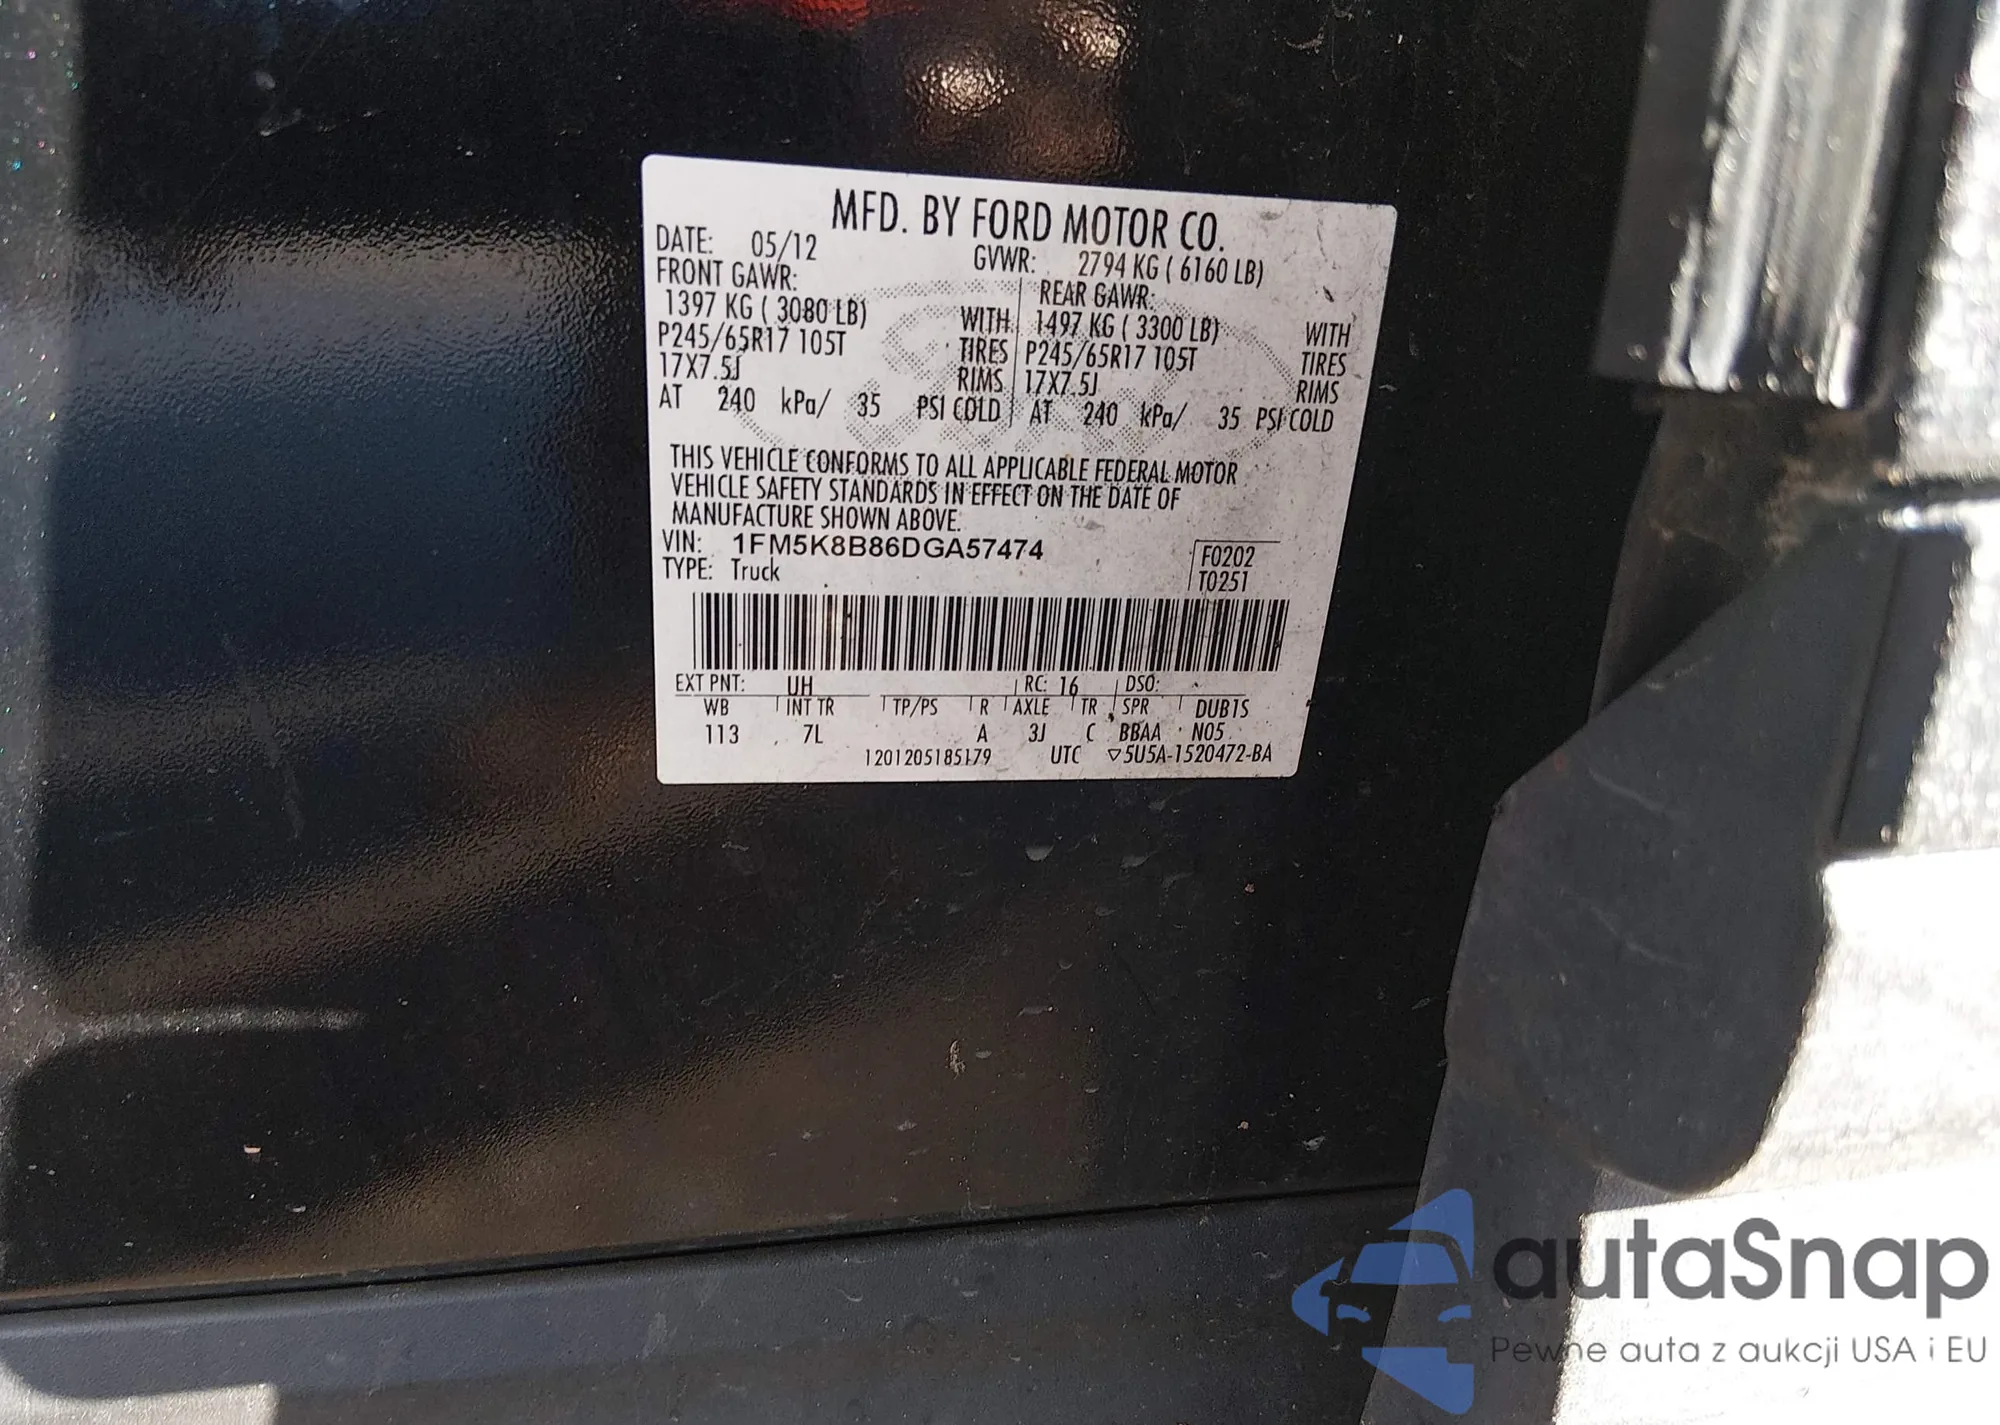 MFD. BY FORD MOTOR CO.
DATE: 05/12 GVWR: 2794 KG ( 6160 LB)
FRONT GAWR: REAR GAWR:
1397 KG ( 3080 LB) WITH 1497 KG ( 3300 LB) WITH
P245/65R17 105T TIRES P245/65R17 105T TIRES
17X7.5J RIMS 17X7.5J RIMS
AT 240 kPa/ 35 PSI COLD AT 240 kPa/ 35 PSI COLD
THIS VEHICLE CONFORMS TO ALL APPLICABLE FEDERAL MOTOR
VEHICLE SAFETY STANDARDS IN EFFECT ON THE DATE OF
MANUFACTURE SHOWN ABOVE.
VIN: 1FM5K8B86DGA57474 F0202
TYPE: Truck T0251
EXT PNT: UH RC: 16 DSO:
WB INT TR TP/PS R AXLE TR SPR DUB1S
113 7L A 3J C BBAA N05
1201205185179 UTC ▽5U5A-1520472-BA
autaSnap
Pewne auta z aukcji USA i EU